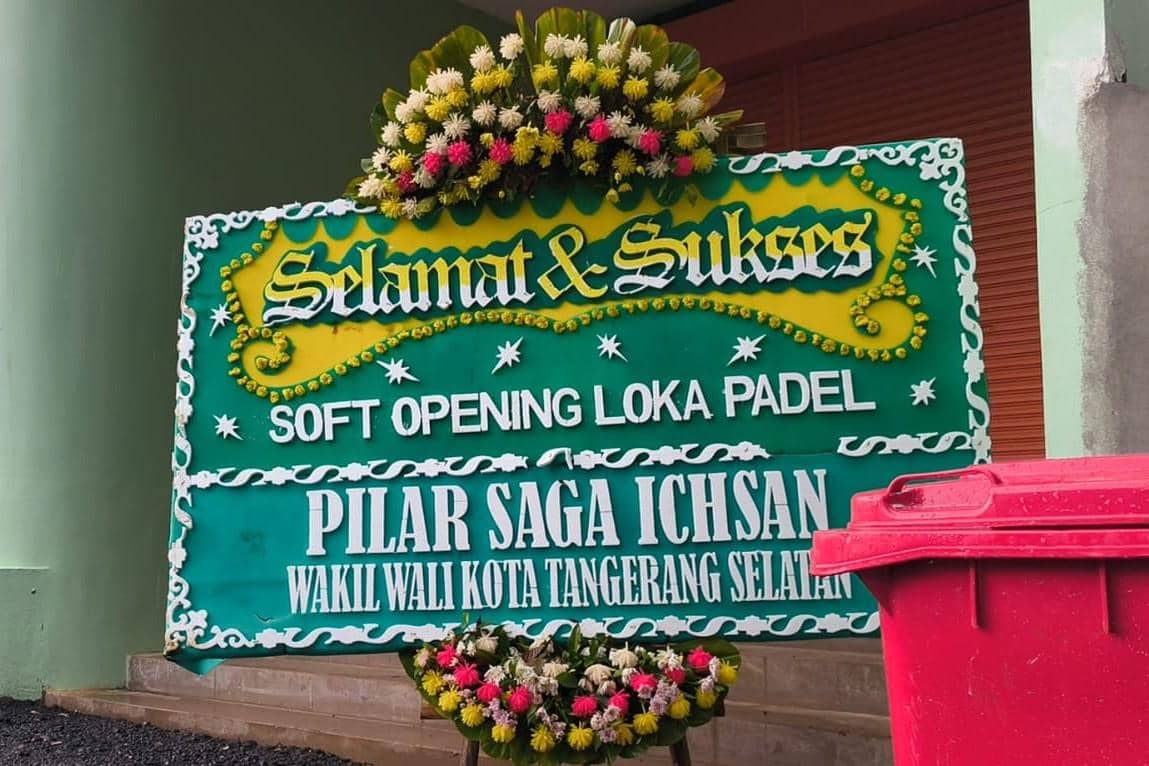 Selamat & Sukses
SOFT OPENING LOKA PADEL
PILAR SAGA ICHSAN
WAKIL WALI KOTA TANGERANG SELATAN